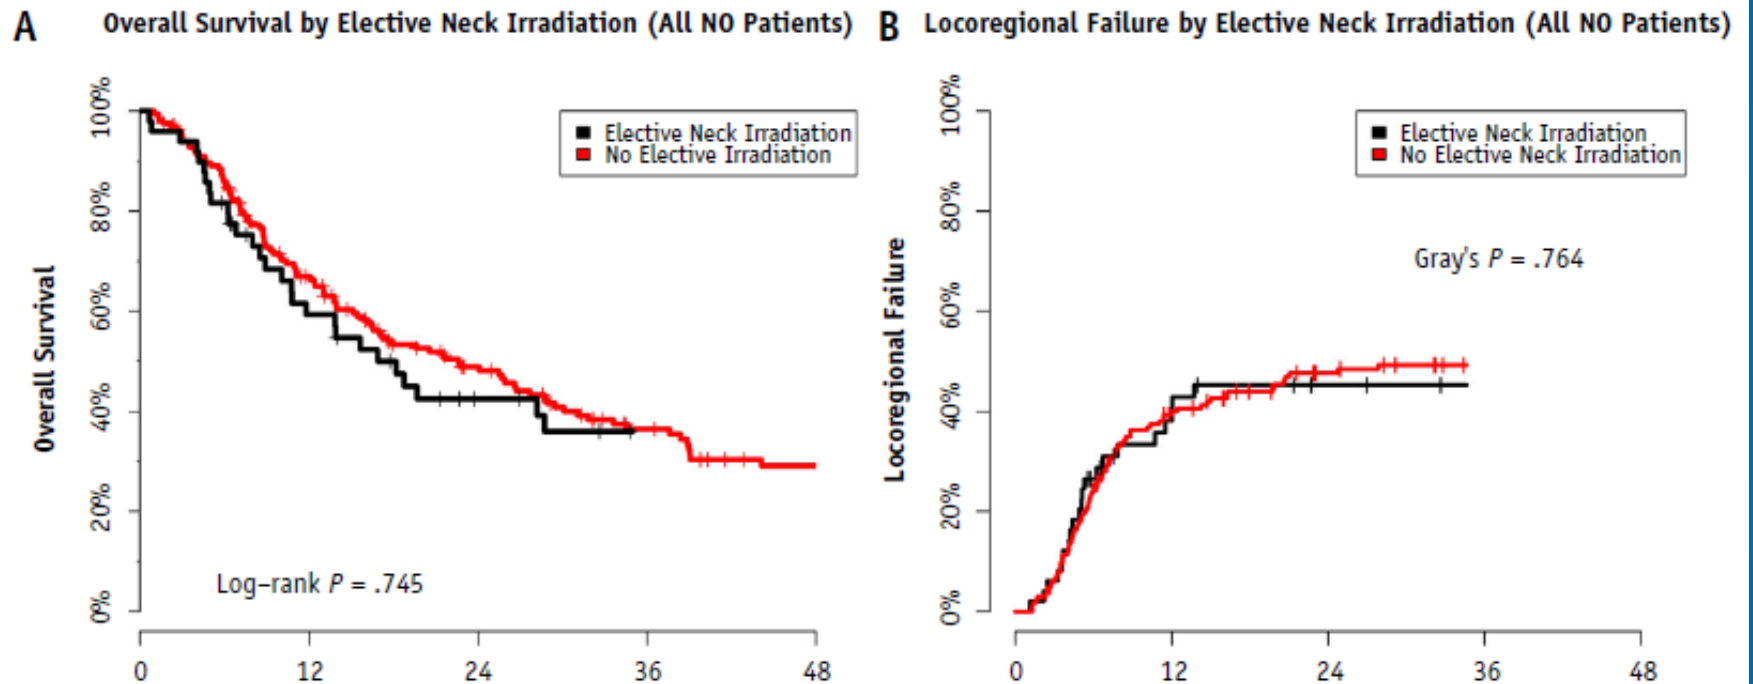 A Overall Survival by Elective Neck Irradiation (All N0 Patients)
Overall Survival
100%
80%
60%
40%
20%
0%
Elective Neck Irradiation
No Elective Irradiation
Log-rank P = .745
0 12 24 36 48
B Locoregional Failure by Elective Neck Irradiation (All N0 Patients)
Locoregional Failure
100%
80%
60%
40%
20%
0%
Elective Neck Irradiation
No Elective Neck Irradiation
Gray's P = .764
0 12 24 36 48